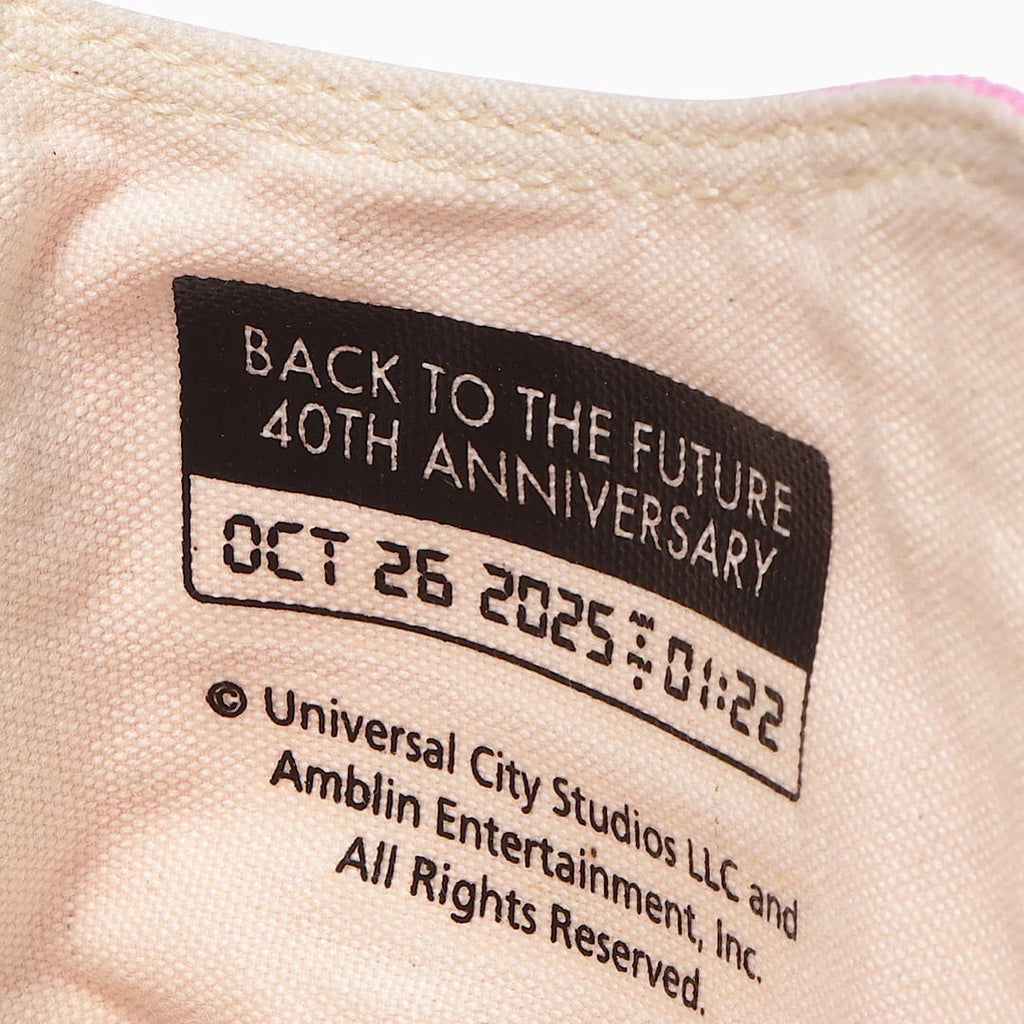 BACK TO THE FUTURE
40TH ANNIVERSARY
OCT 26 2025 AM 01:22
© Universal City Studios LLC and
Amblin Entertainment, Inc.
All Rights Reserved.